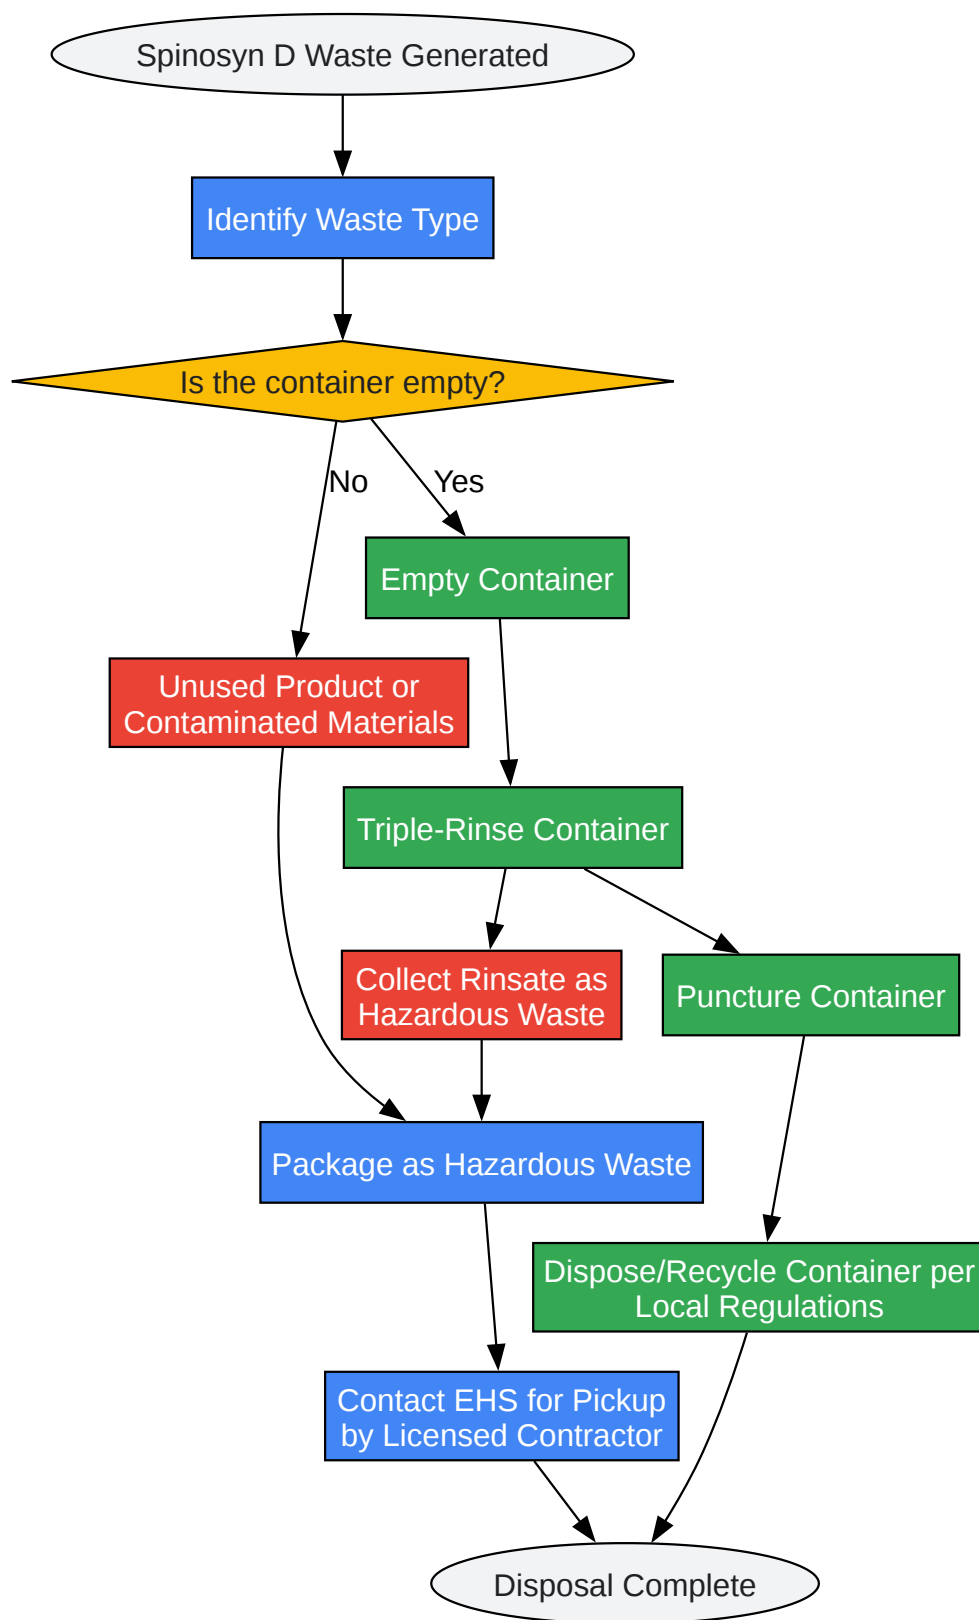 Spinosyn D Waste Generated
Identify Waste Type
Is the container empty?
No
Yes
Empty Container
Unused Product or
Contaminated Materials
Triple-Rinse Container
Collect Rinsate as
Hazardous Waste
Puncture Container
Package as Hazardous Waste
Dispose/Recycle Container per
Local Regulations
Contact EHS for Pickup
by Licensed Contractor
Disposal Complete